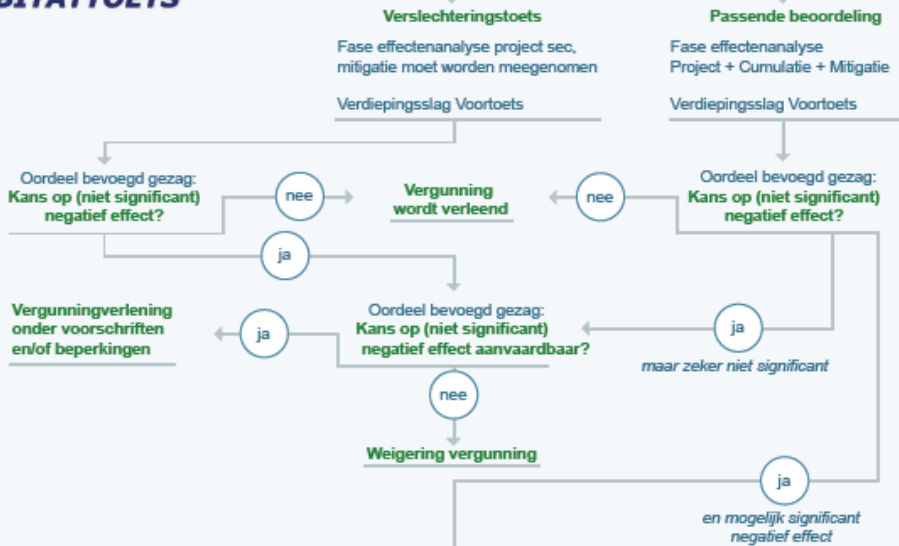 Verslechteringstoets
Fase effectenanalyse project sec,
mitigatie moet worden meegenomen
Verdiepingsslag Voortoets
Passende beoordeling
Fase effectenanalyse
Project + Cumulatie + Mitigatie
Verdiepingsslag Voortoets
Oordeel bevoegd gezag:
Kans op (niet significant)
negatief effect?
nee
Vergunning
wordt verleend
nee
Oordeel bevoegd gezag:
Kans op (niet significant)
negatief effect?
ja
Vergunningverlening
onder voorschriften
en/of beperkingen
ja
Oordeel bevoegd gezag:
Kans op (niet significant)
negatief effect aanvaardbaar?
ja
maar zeker niet significant
nee
Weigering vergunning
ja
en mogelijk significant
negatief effect